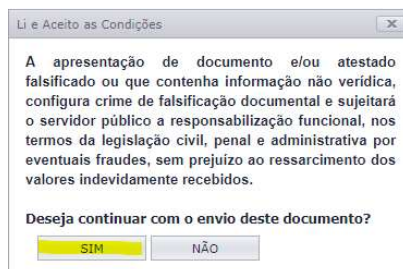 Li e Aceito as Condições
A apresentação de documento e/ou atestado
falsificado ou que contenha informação não verídica,
configura crime de falsificação documental e sujeitará
o servidor público a responsabilização funcional, nos
termos da legislação civil, penal e administrativa por
eventuais fraudes, sem prejuízo ao ressarcimento dos
valores indevidamente recebidos.
Deseja continuar com o envio deste documento?
SIM NÃO